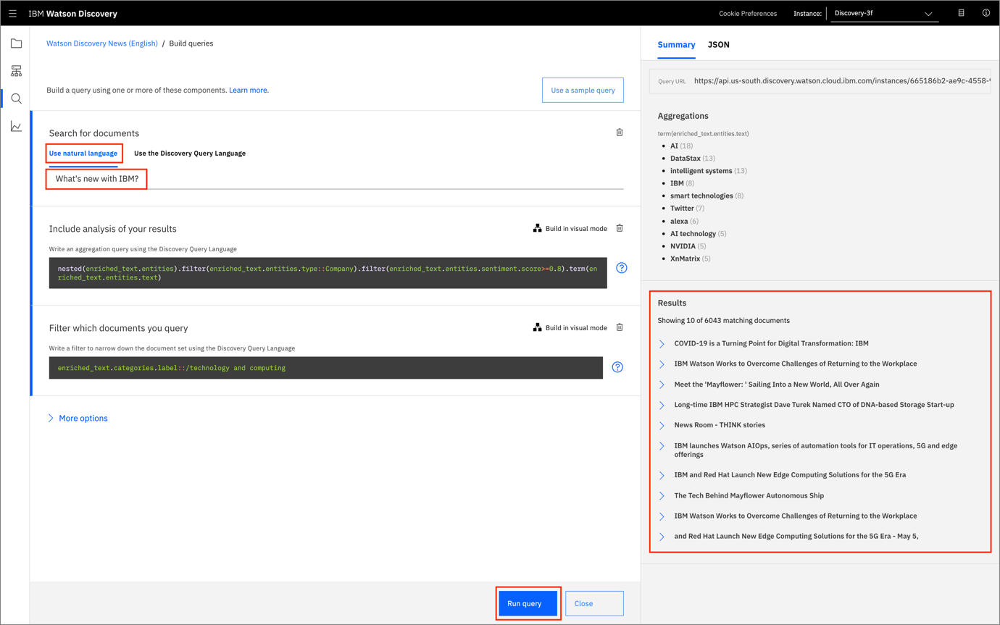 IBM Watson Discovery
Cookie Preferences
Instance:
Discovery-3f
Watson Discovery News (English) / Build queries
Build a query using one or more of these components. Learn more.
Use a sample query
Search for documents
Use natural language
Use the Discovery Query Language
What's new with IBM?
Include analysis of your results
Build in visual mode
Write an aggregation query using the Discovery Query Language
nested(enriched_text.entities).filter(enriched_text.entities.type::Company).filter(enriched_text.entities.sentiment.score>=0.8).term(en
riched_text.entities.text)
Filter which documents you query
Build in visual mode
Write a filter to narrow down the document set using the Discovery Query Language
enriched_text.categories.label::/technology and computing
More options
Run query
Close
Summary
JSON
Query URL
https://api.us-south.discovery.watson.cloud.ibm.com/instances/665186b2-ae9c-4558-
Aggregations
term(enriched_text.entities.text)
AI (18)
DataStax (13)
intelligent systems (13)
IBM (8)
smart technologies (8)
Twitter (7)
alexa (6)
AI technology (5)
NVIDIA (5)
XnMatrix (5)
Results
Showing 10 of 6043 matching documents
COVID-19 is a Turning Point for Digital Transformation: IBM
IBM Watson Works to Overcome Challenges of Returning to the Workplace
Meet the 'Mayflower: ' Sailing Into a New World, All Over Again
Long-time IBM HPC Strategist Dave Turek Named CTO of DNA-based Storage Start-up
News Room - THINK stories
IBM launches Watson AIOps, series of automation tools for IT operations, 5G and edge
offerings
IBM and Red Hat Launch New Edge Computing Solutions for the 5G Era
The Tech Behind Mayflower Autonomous Ship
IBM Watson Works to Overcome Challenges of Returning to the Workplace
and Red Hat Launch New Edge Computing Solutions for the 5G Era - May 5,